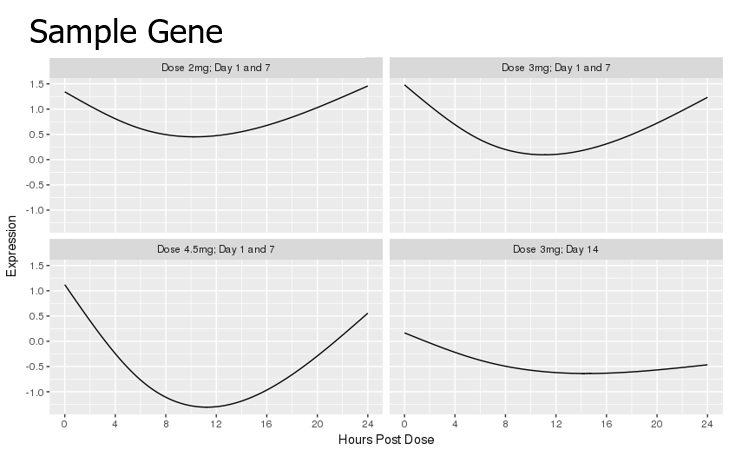 Sample Gene
Dose 2mg; Day 1 and 7
Dose 3mg; Day 1 and 7
1.5
1.0
0.5
0.0
-0.5
-1.0
Expression
Dose 4.5mg; Day 1 and 7
Dose 3mg; Day 14
1.5
1.0
0.5
0.0
-0.5
-1.0
0 4 8 12 16 20 24
0 4 8 12 16 20 24
Hours Post Dose